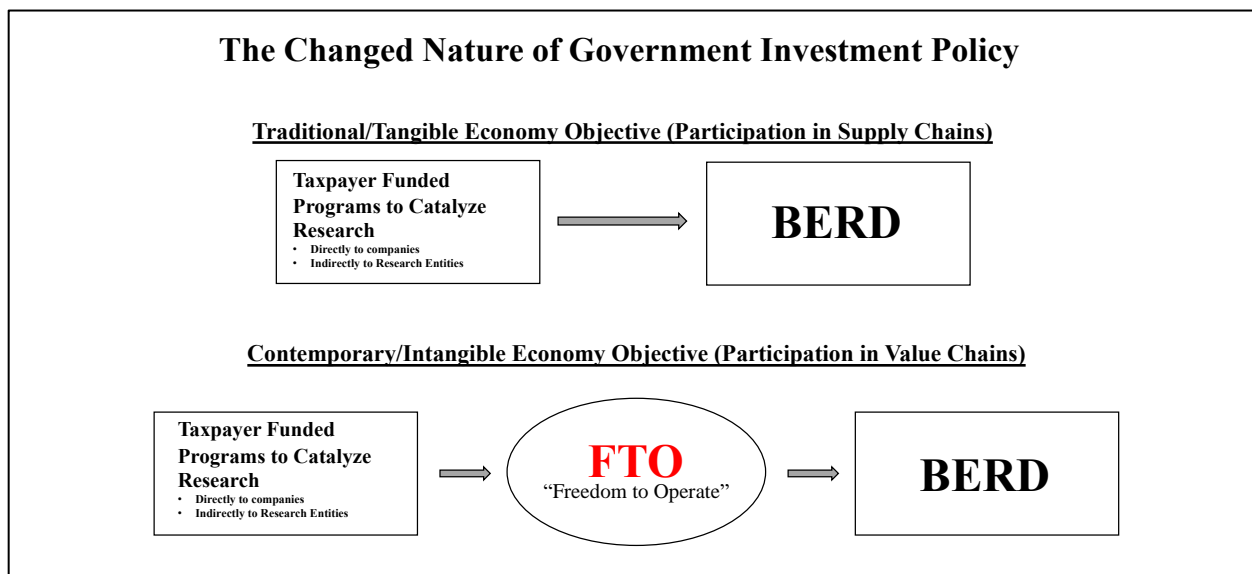 The Changed Nature of Government Investment Policy
Traditional/Tangible Economy Objective (Participation in Supply Chains)
Taxpayer Funded
Programs to Catalyze
Research
• Directly to companies
• Indirectly to Research Entities
BERD
Contemporary/Intangible Economy Objective (Participation in Value Chains)
Taxpayer Funded
Programs to Catalyze
Research
• Directly to companies
• Indirectly to Research Entities
FTO
“Freedom to Operate”
BERD